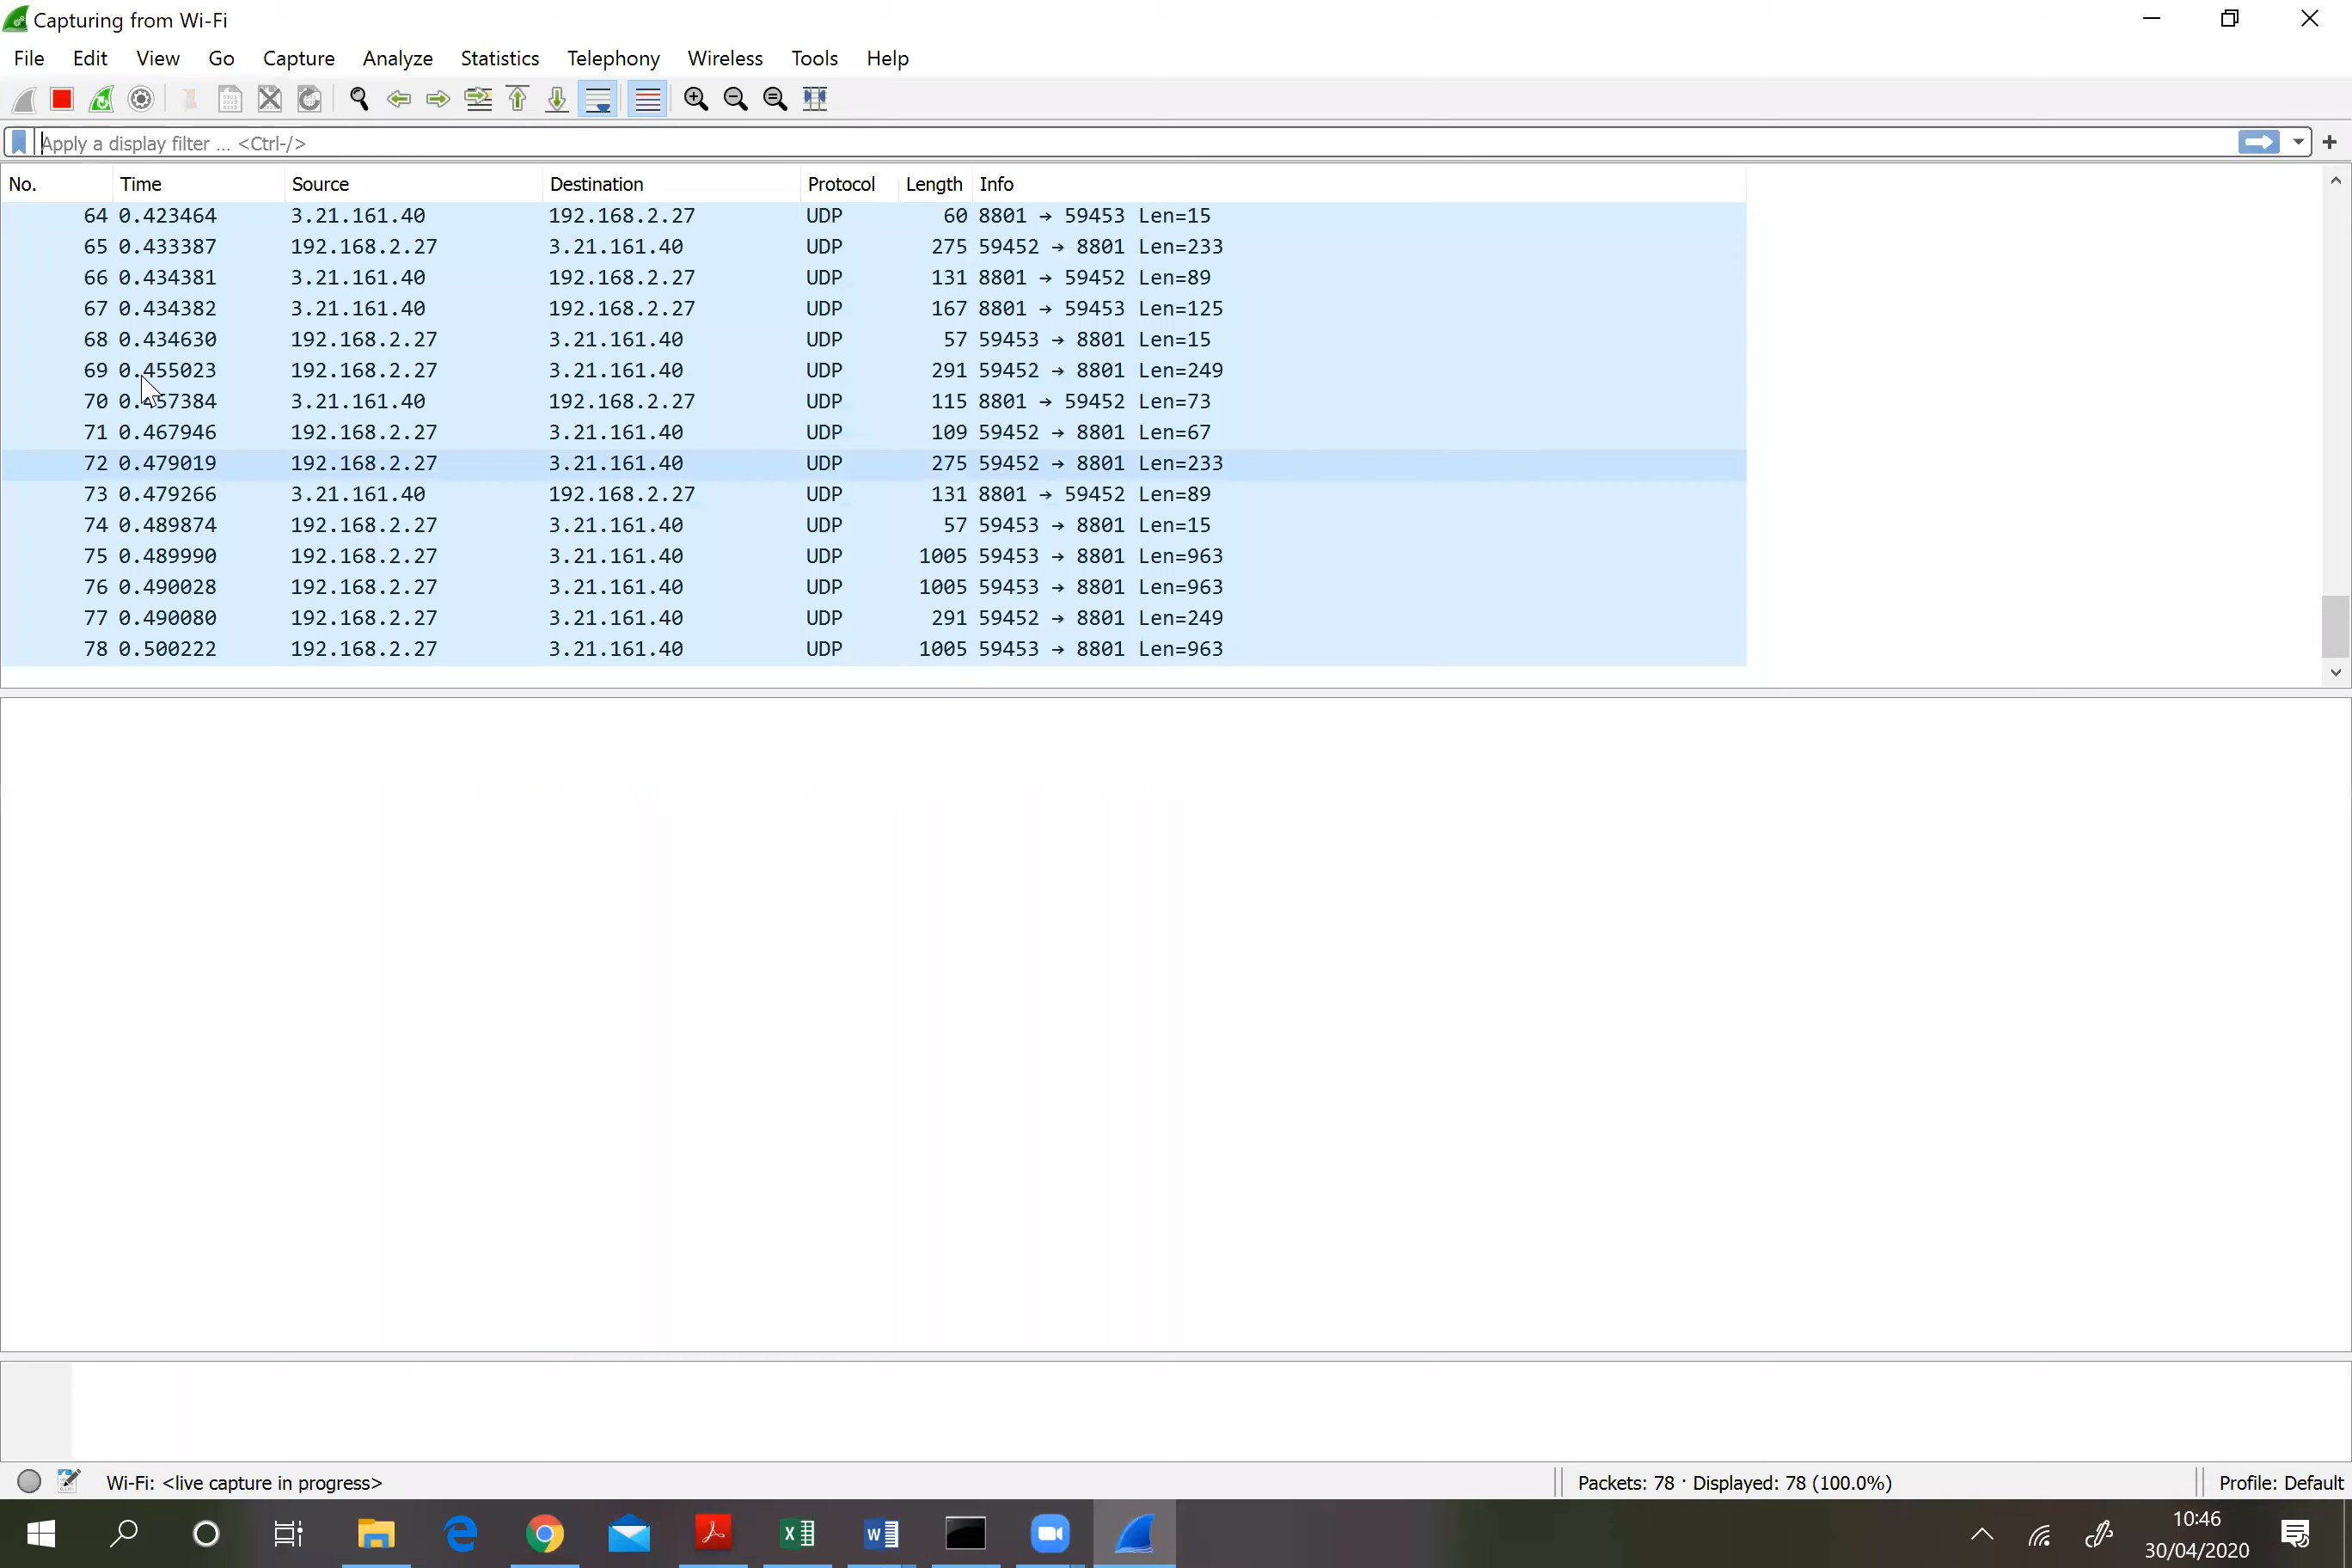 Capturing from Wi-Fi
File Edit View Go Capture Analyze Statistics Telephony Wireless Tools Help
Apply a display filter ... <Ctrl-/>
No. Time Source Destination Protocol Length Info
64 0.423464 3.21.161.40 192.168.2.27 UDP 60 8801 → 59453 Len=15
65 0.433387 192.168.2.27 3.21.161.40 UDP 275 59452 → 8801 Len=233
66 0.434381 3.21.161.40 192.168.2.27 UDP 131 8801 → 59452 Len=89
67 0.434382 3.21.161.40 192.168.2.27 UDP 167 8801 → 59453 Len=125
68 0.434630 192.168.2.27 3.21.161.40 UDP 57 59453 → 8801 Len=15
69 0.455023 192.168.2.27 3.21.161.40 UDP 291 59452 → 8801 Len=249
70 0.457384 3.21.161.40 192.168.2.27 UDP 115 8801 → 59452 Len=73
71 0.467946 192.168.2.27 3.21.161.40 UDP 109 59452 → 8801 Len=67
72 0.479019 192.168.2.27 3.21.161.40 UDP 275 59452 → 8801 Len=233
73 0.479266 3.21.161.40 192.168.2.27 UDP 131 8801 → 59452 Len=89
74 0.489874 192.168.2.27 3.21.161.40 UDP 57 59453 → 8801 Len=15
75 0.489990 192.168.2.27 3.21.161.40 UDP 1005 59453 → 8801 Len=963
76 0.490028 192.168.2.27 3.21.161.40 UDP 1005 59453 → 8801 Len=963
77 0.490080 192.168.2.27 3.21.161.40 UDP 291 59452 → 8801 Len=249
78 0.500222 192.168.2.27 3.21.161.40 UDP 1005 59453 → 8801 Len=963
Wi-Fi: <live capture in progress> Packets: 78 · Displayed: 78 (100.0%) Profile: Default
10:46
30/04/2020